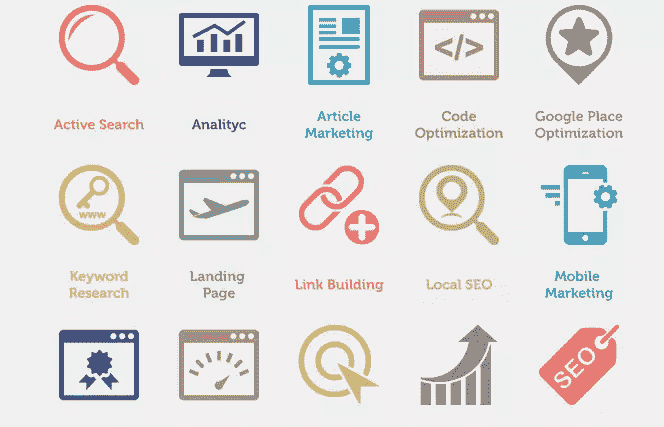 Active Search
Analityc
Article
Marketing
Code
Optimization
Google Place
Optimization
www
Keyword
Research
Landing
Page
Link Building
Local SEO
Mobile
Marketing
SEO